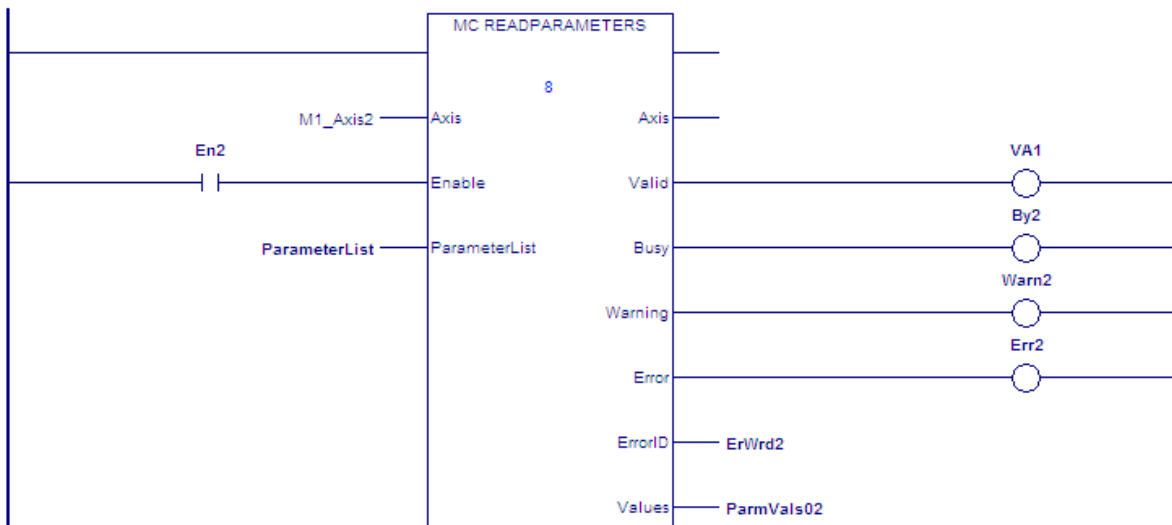 MC READPARAMETERS
8
M1_Axis2 Axis Axis
En2 VA1
Enable Valid
By2
ParameterList ParameterList Busy
Warn2
Warning
Err2
Error
ErrorID ErWrd2
Values ParmVals02